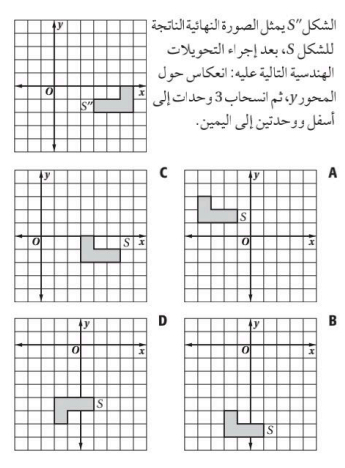 الشكل S″ يمثل الصورة النهائية الناتجة
للشكل S، بعد إجراء التحويلات
الهندسية التالية عليه: انعكاس حول
المحور y، ثم انسحاب 3 وحدات إلى
أسفل ووحدتين إلى اليمين.
y
O
x
S″
A
y
S
O
x
C
y
O
S
x
B
y
O
x
S
D
y
O
x
S